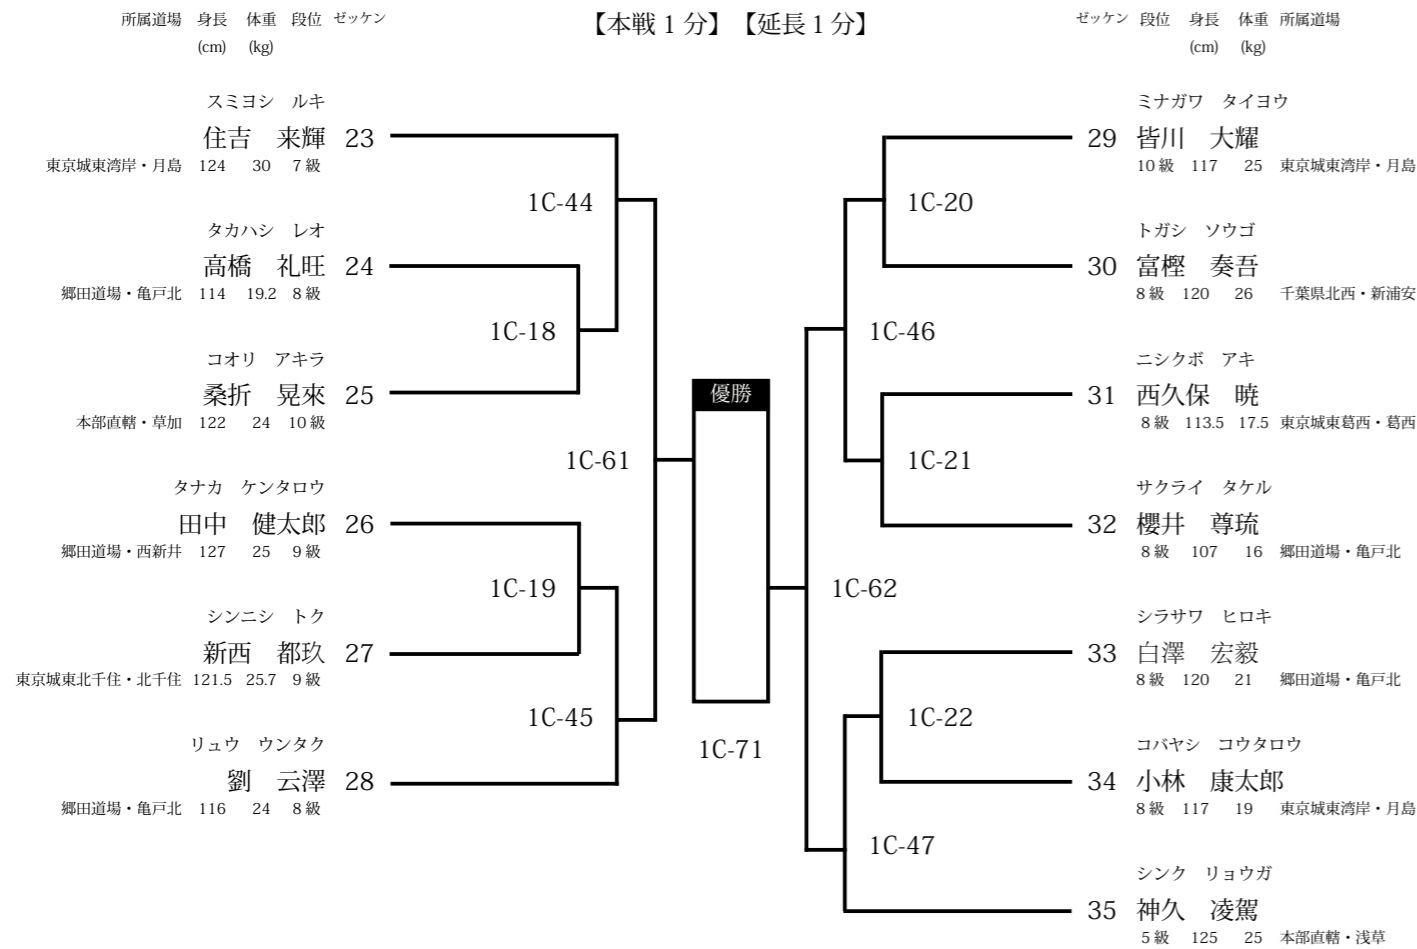 所属道場 身長 体重 段位 ゼッケン
(cm) (kg)
【本戦 1 分】【延長 1 分】
ゼッケン 段位 身長 体重 所属道場
(cm) (kg)
スミヨシ ルキ
住吉 来輝 23
東京城東湾岸・月島 124 30 7 級
1C-44
タカハシ レオ
高橋 礼旺 24
郷田道場・亀戸北 114 19.2 8 級
1C-18
コオリ アキラ
桑折 晃來 25
本部直轄・草加 122 24 10 級
1C-61
タナカ ケンタロウ
田中 健太郎 26
郷田道場・西新井 127 25 9 級
1C-19
シンニシ トク
新西 都玖 27
東京城東北千住・北千住 121.5 25.7 9 級
1C-45
リュウ ウンタク
劉 云澤 28
郷田道場・亀戸北 116 24 8 級
優勝
1C-71
ミナガワ タイヨウ
29 皆川 大耀
10 級 117 25 東京城東湾岸・月島
1C-20
トガシ ソウゴ
30 富樫 奏吾
8 級 120 26 千葉県北西・新浦安
1C-46
ニシクボ アキ
31 西久保 暁
8 級 113.5 17.5 東京城東葛西・葛西
1C-21
サクライ タケル
32 櫻井 尊琉
8 級 107 16 郷田道場・亀戸北
1C-62
シラサワ ヒロキ
33 白澤 宏毅
8 級 120 21 郷田道場・亀戸北
1C-22
コバヤシ コウタロウ
34 小林 康太郎
8 級 117 19 東京城東湾岸・月島
1C-47
シンク リョウガ
35 神久 凌駕
5 級 125 25 本部直轄・浅草